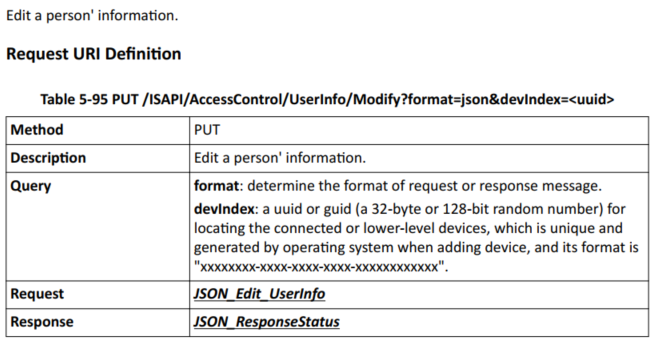 Edit a person' information.
Request URI Definition
Table 5-95 PUT /ISAPI/AccessControl/UserInfo/Modify?format=json&devIndex=<uuid>
Method PUT
Description Edit a person' information.
Query format: determine the format of request or response message.
devIndex: a uuid or guid (a 32-byte or 128-bit random number) for
locating the connected or lower-level devices, which is unique and
generated by operating system when adding device, and its format is
"xxxxxxxx-xxxx-xxxx-xxxx-xxxxxxxxxxxx".
Request JSON_Edit_UserInfo
Response JSON_ResponseStatus